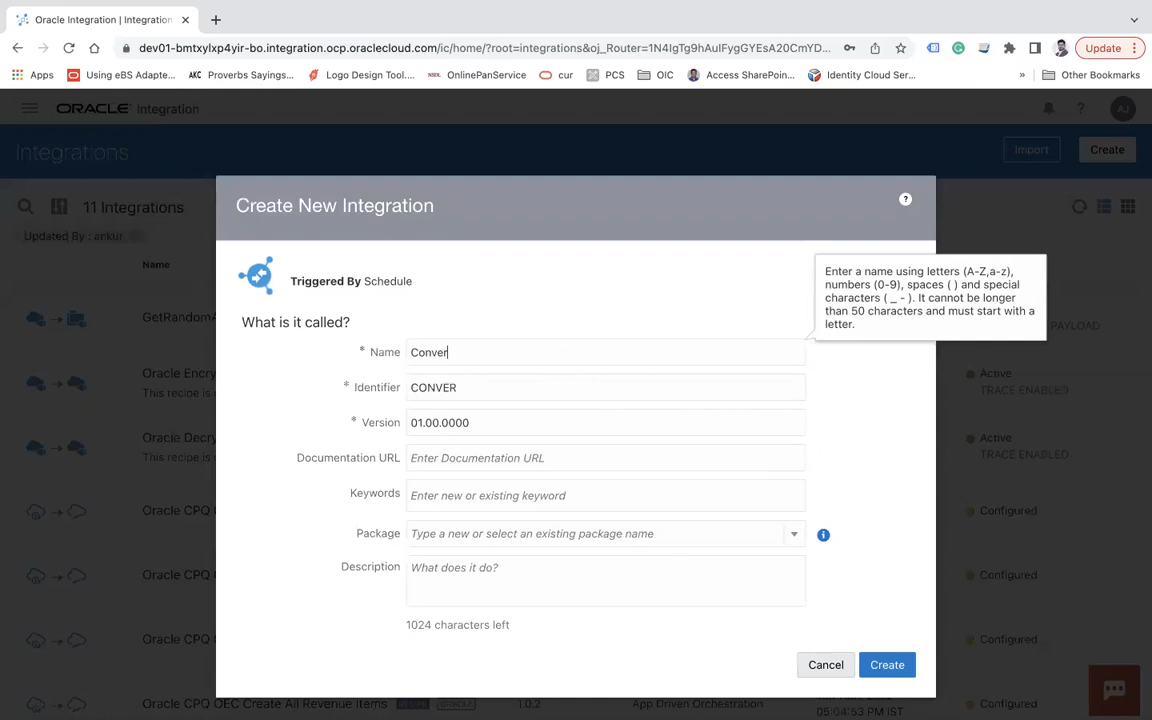 Oracle Integration | Integration
dev01-bmtxylxp4yir-bo.integration.ocp.oraclecloud.com/ic/home/?root=integrations&oj_Router=1N4IgTg9hAuIFygGYEsA20CmYD...
Update
Apps
Using eBS Adapte...
AKC Proverbs Sayings...
Logo Design Tool....
OnlinePanService
cur
PCS
OIC
Access SharePoin...
Identity Cloud Ser...
»
Other Bookmarks
ORACLE Integration
AJ
Integrations
Import
Create
11 Integrations
Updated By : ankur
Name
Create New Integration
?
Triggered By Schedule
Enter a name using letters (A-Z,a-z),
numbers (0-9), spaces ( ) and special
characters ( _ - ). It cannot be longer
than 50 characters and must start with a
letter.
What is it called?
* Name Conver
* Identifier CONVER
* Version 01.00.0000
Documentation URL Enter Documentation URL
Keywords Enter new or existing keyword
Package Type a new or select an existing package name
Description What does it do?
1024 characters left
Cancel
Create
GetRandomA
PAYLOAD
Oracle Encry
This recipe is
Active
TRACE ENABLED
Oracle Decry
This recipe is
Active
TRACE ENABLED
Oracle CPQ
Configured
Oracle CPQ
Configured
Oracle CPQ
Configured
Oracle CPQ OEC Create All Revenue Items
1.0.2
App Driven Orchestration
05:04:53 PM IST
Configured